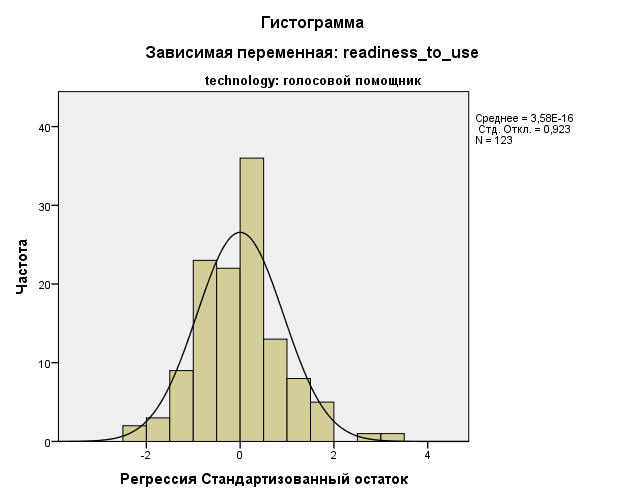 Гистограмма
Зависимая переменная: readiness_to_use
technology: голосовой помощник
Среднее = 3,58E-16
Стд. Откл. = 0,923
N = 123
Частота
40
30
20
10
0
-2
0
2
4
Регрессия Стандартизованный остаток